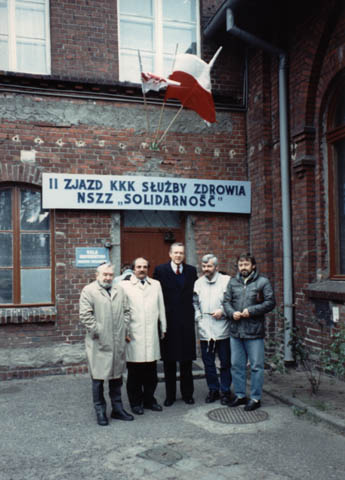 II ZJAZD KKK SŁUŻBY ZDROWIA
NSZZ „SOLIDARNOŚĆ"